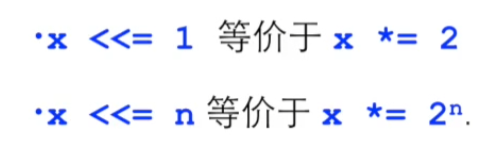 ·x <<= 1 等价于 x *= 2
·x <<= n 等价于 x *= 2ⁿ.